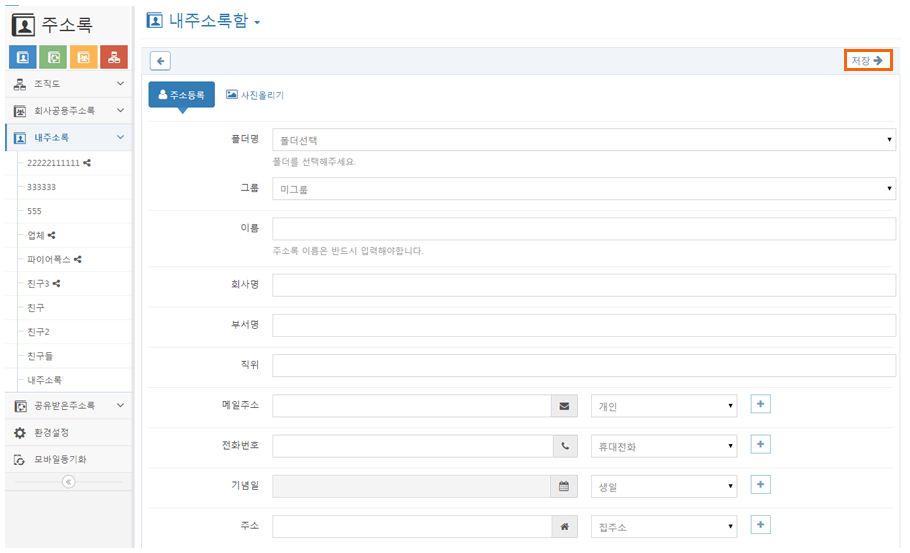 주소록
내주소록함
저장
주소등록
사진올리기
조직도
회사공용주소록
내주소록
22222111111
333333
555
업체
파이어폭스
친구3
친구
친구2
친구들
내주소록
공유받은주소록
환경설정
모바일동기화
폴더명
폴더선택
폴더를 선택해주세요.
그룹
미그룹
이름
주소록 이름은 반드시 입력해야합니다.
회사명
부서명
직위
메일주소
개인
전화번호
휴대전화
기념일
생일
주소
집주소